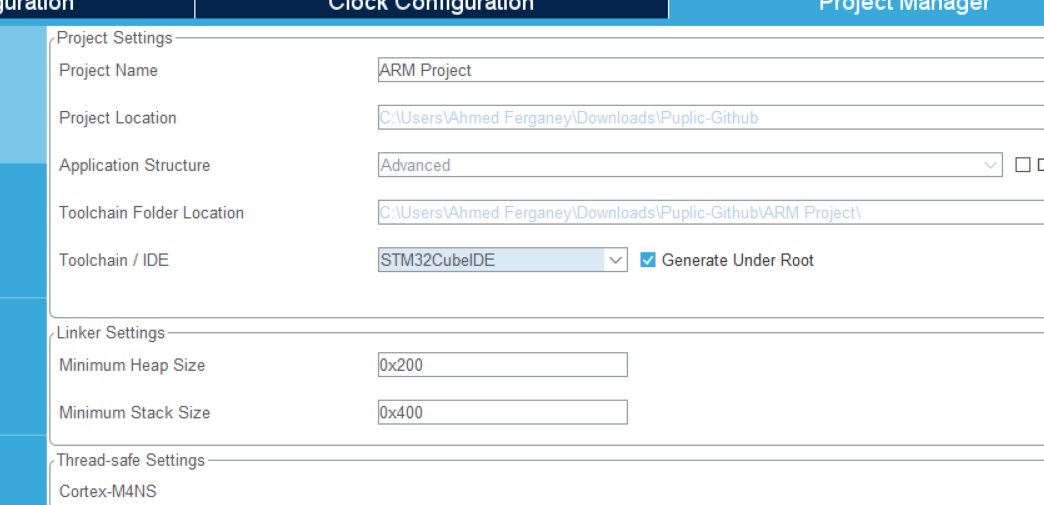 guration Clock Configuration Project Manager
Project Settings
Project Name ARM Project
Project Location C:\Users\Ahmed Ferganey\Downloads\Puplic-Github
Application Structure Advanced D
Toolchain Folder Location C:\Users\Ahmed Ferganey\Downloads\Puplic-Github\ARM Project\
Toolchain / IDE STM32CubeIDE Generate Under Root
Linker Settings
Minimum Heap Size 0x200
Minimum Stack Size 0x400
Thread-safe Settings
Cortex-M4NS